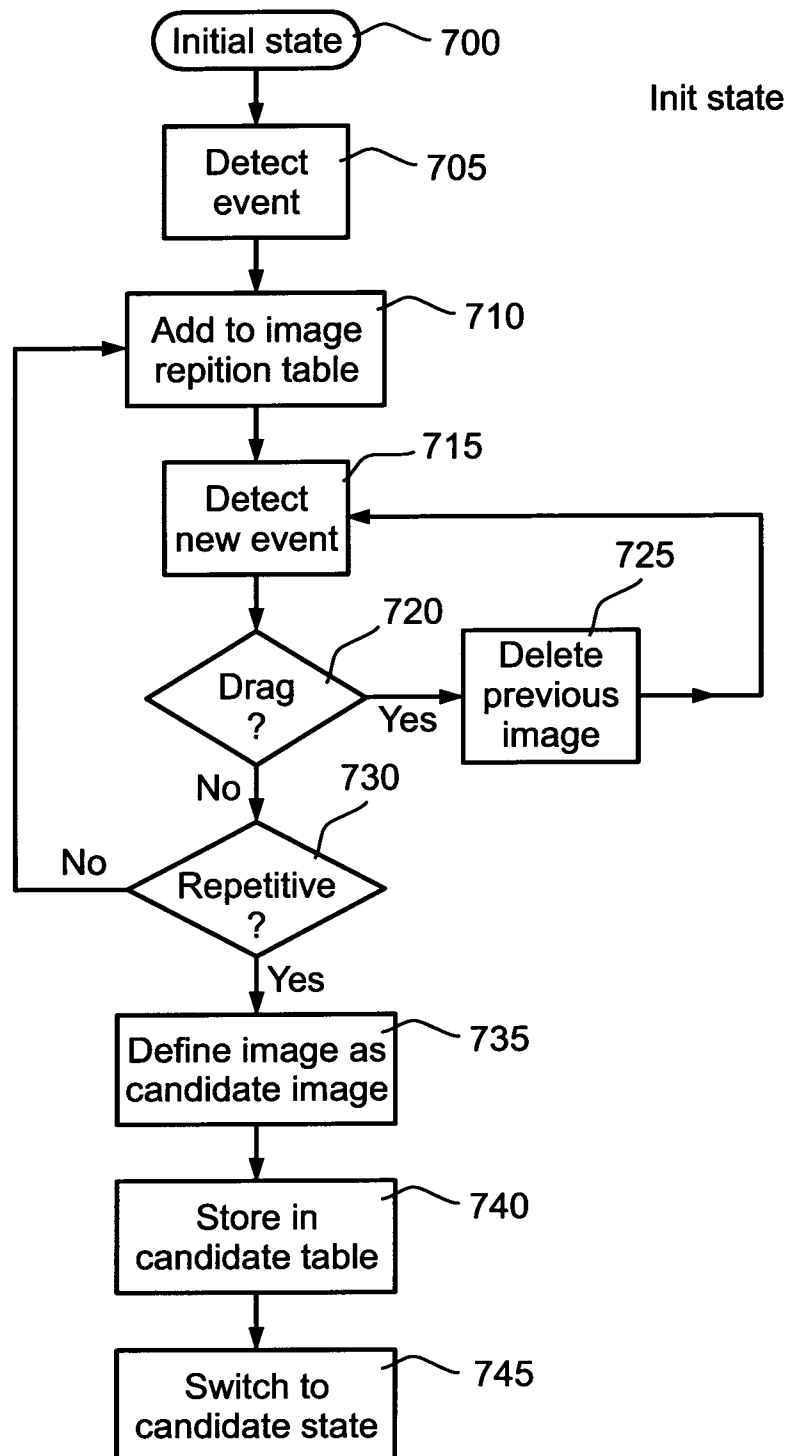 Initial state
700
Init state
Detect
event
705
Add to image
repition table
710
Detect
new event
715
Drag
?
720
Yes
Delete
previous
image
725
No
Repetitive
?
730
No
Yes
Define image as
candidate image
735
Store in
candidate table
740
Switch to
candidate state
745